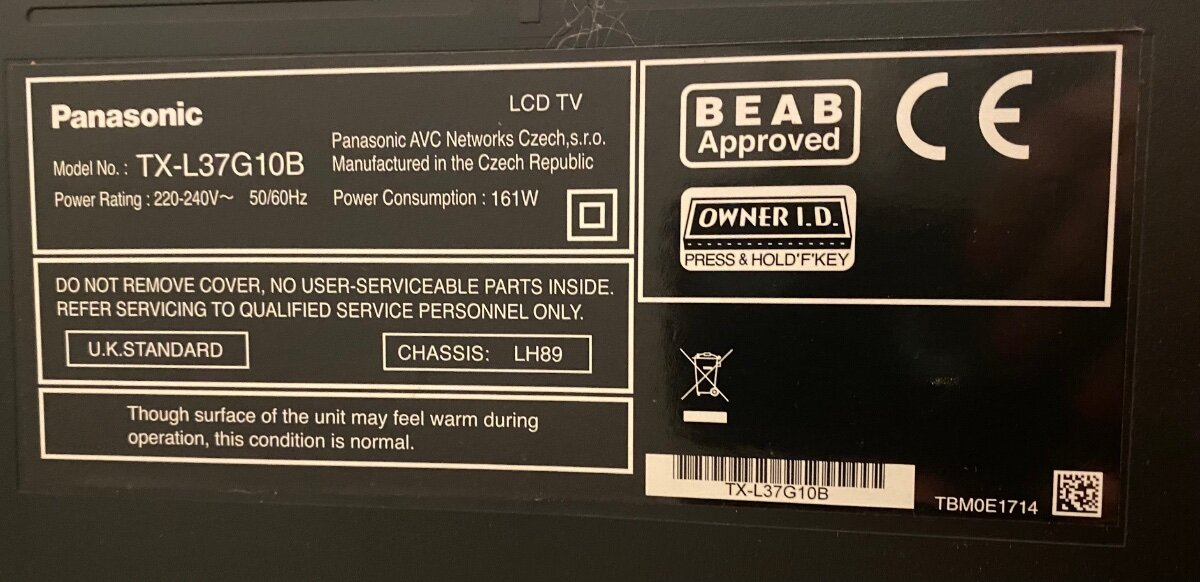 Panasonic
LCD TV
Panasonic AVC Networks Czech,s.r.o.
Model No. : TX-L37G10B
Manufactured in the Czech Republic
Power Rating : 220-240V～ 50/60Hz
Power Consumption : 161W
DO NOT REMOVE COVER, NO USER-SERVICEABLE PARTS INSIDE.
REFER SERVICING TO QUALIFIED SERVICE PERSONNEL ONLY.
U.K.STANDARD
CHASSIS: LH89
Though surface of the unit may feel warm during
operation, this condition is normal.
BEAB
Approved
CE
OWNER I.D.
PRESS & HOLD'F'KEY
TX-L37G10B
TBM0E1714